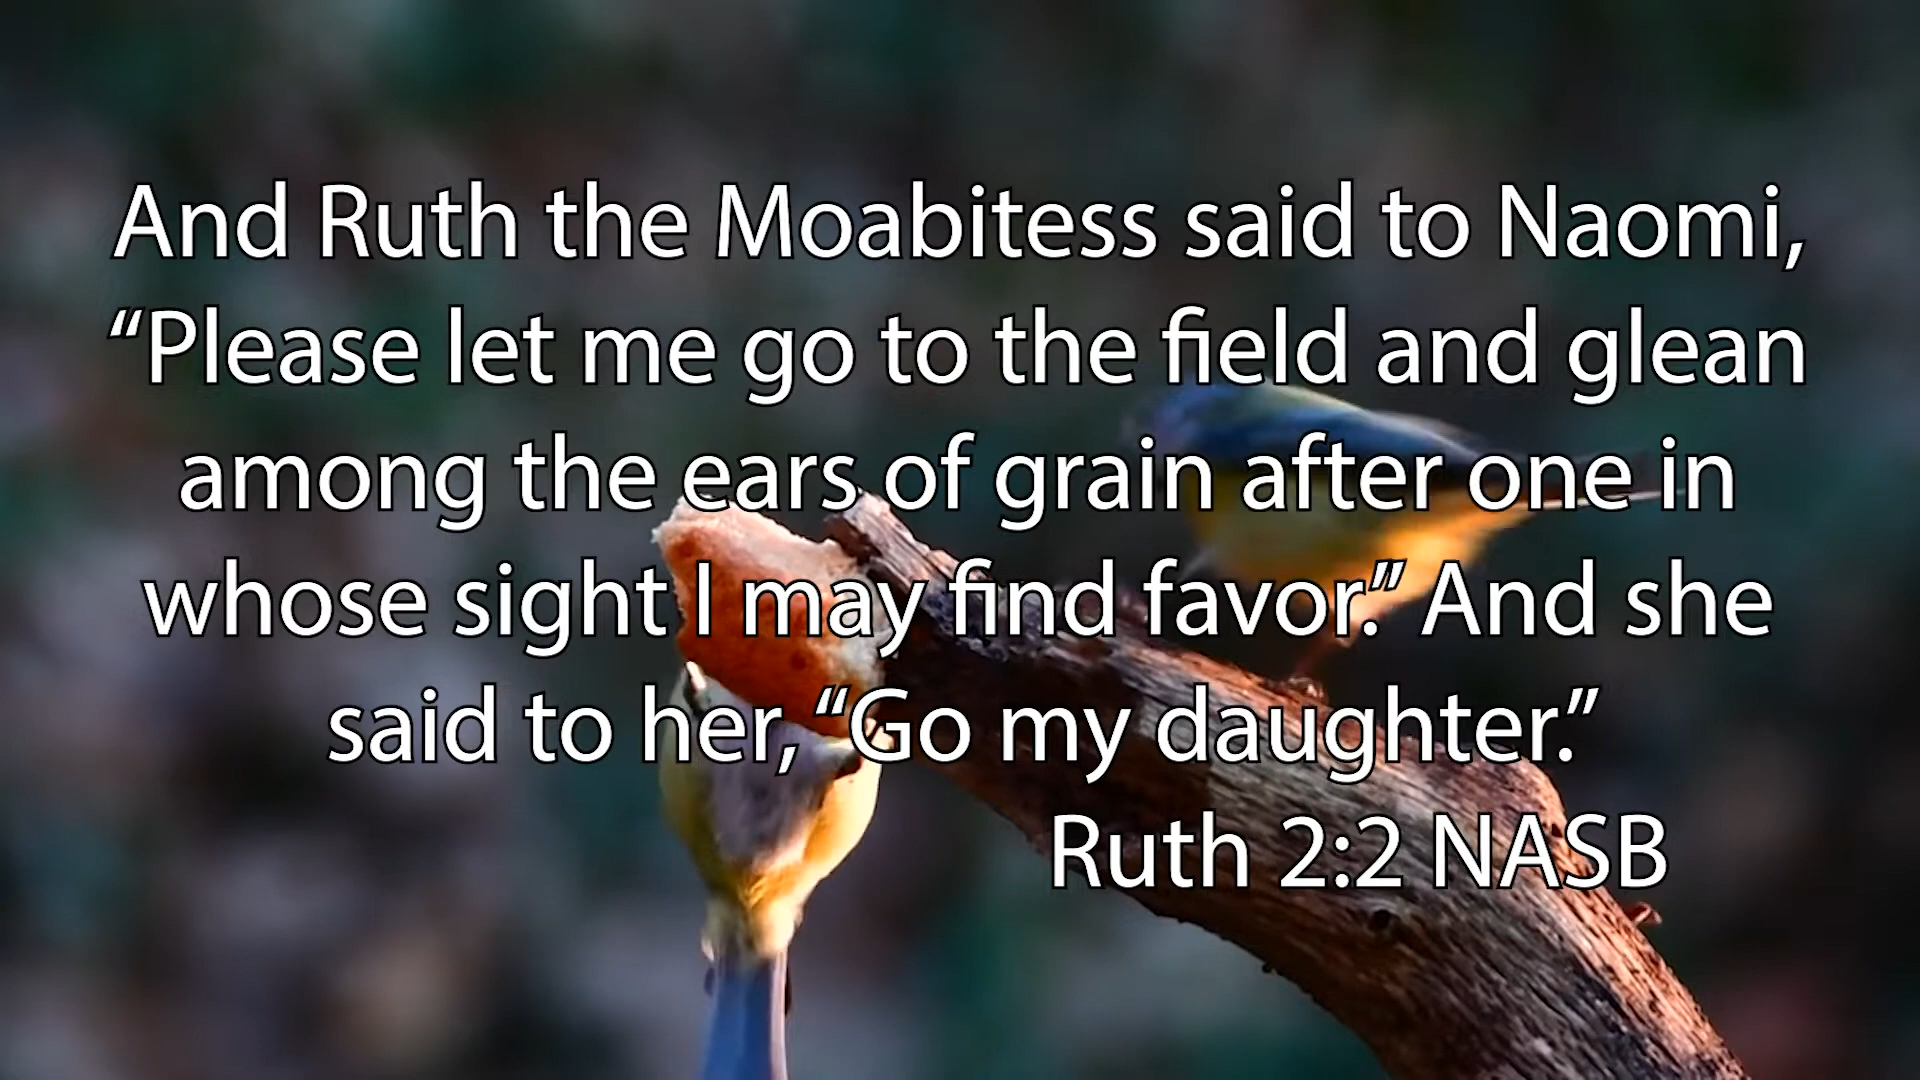 And Ruth the Moabitess said to Naomi,
“Please let me go to the field and glean
among the ears of grain after one in
whose sight I may find favor.” And she
said to her, “Go my daughter.”
Ruth 2:2 NASB